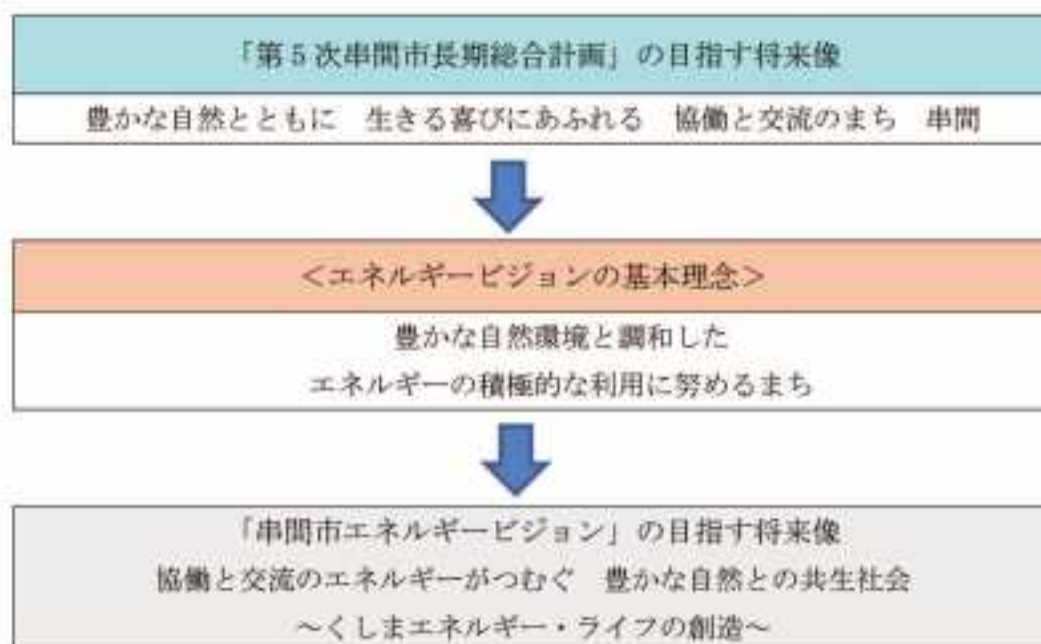 「第５次串間市長期総合計画」の目指す将来像
豊かな自然とともに　生きる喜びにあふれる　協働と交流のまち　串間
＜エネルギービジョンの基本理念＞
豊かな自然環境と調和した
エネルギーの積極的な利用に努めるまち
「串間市エネルギービジョン」の目指す将来像
協働と交流のエネルギーがつむぐ　豊かな自然との共生社会
～くしまエネルギー・ライフの創造～